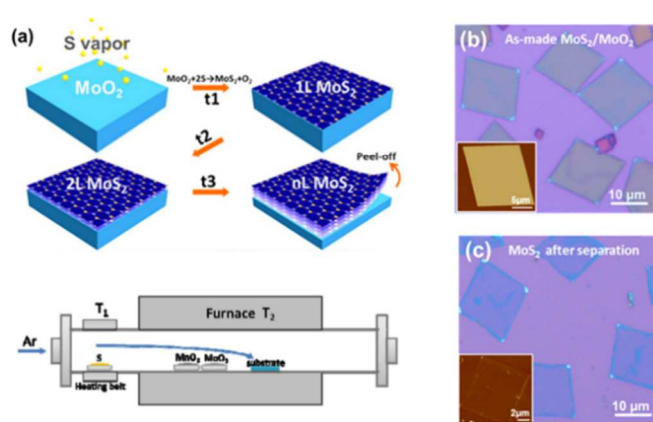 (a)
S vapor
MoO₂
MoO₂+2S→MoS₂+O₂
t1
1L MoS₂
t2
2L MoS₂
t3
Peel-off
nL MoS₂
T₁
Furnace T₂
Ar
S
MnO₂
MoO₃
substrate
Heating belt
(b)
As-made MoS₂/MoO₂
5μm
10 μm
(c)
MoS₂ after separation
2μm
10 μm